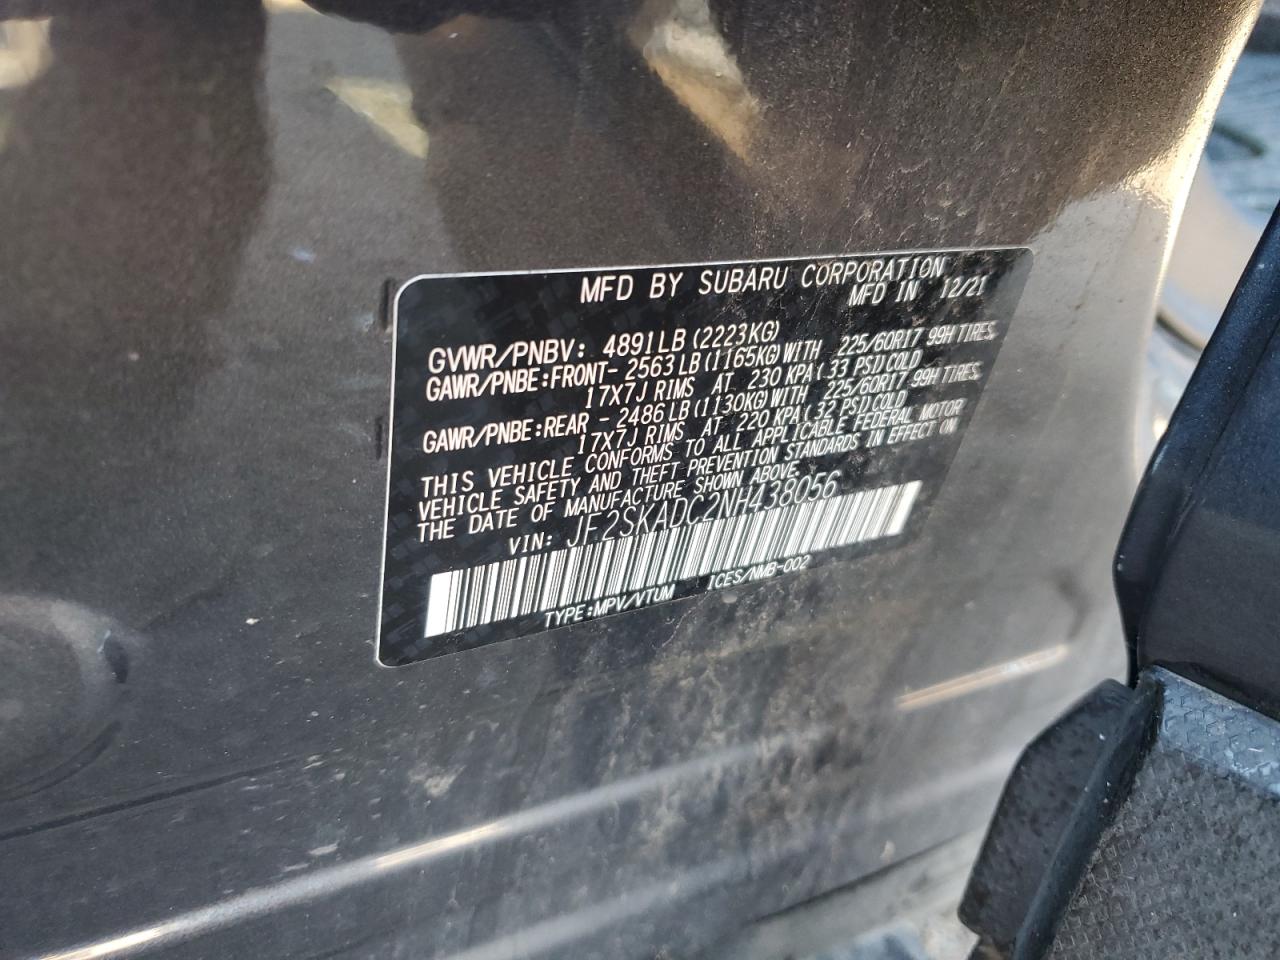 MFD BY SUBARU CORPORATION
MFD IN 12/21
GVWR/PNBV: 4891LB(2223KG)
GAWR/PNBE:FRONT- 2563LB(1165KG)WITH 225/60R17 99H TIRES,
17X7J RIMS AT 230 KPA(33 PSI)COLD
GAWR/PNBE:REAR - 2486LB(1130KG)WITH 225/60R17 99H TIRES,
17X7J RIMS AT 220 KPA(32 PSI)COLD
THIS VEHICLE CONFORMS TO ALL APPLICABLE FEDERAL MOTOR
VEHICLE SAFETY AND THEFT PREVENTION STANDARDS IN EFFECT ON
THE DATE OF MANUFACTURE SHOWN ABOVE.
VIN: JF2SKADC2NH438056
TYPE:MPV/VTUM ICES/NMB-002